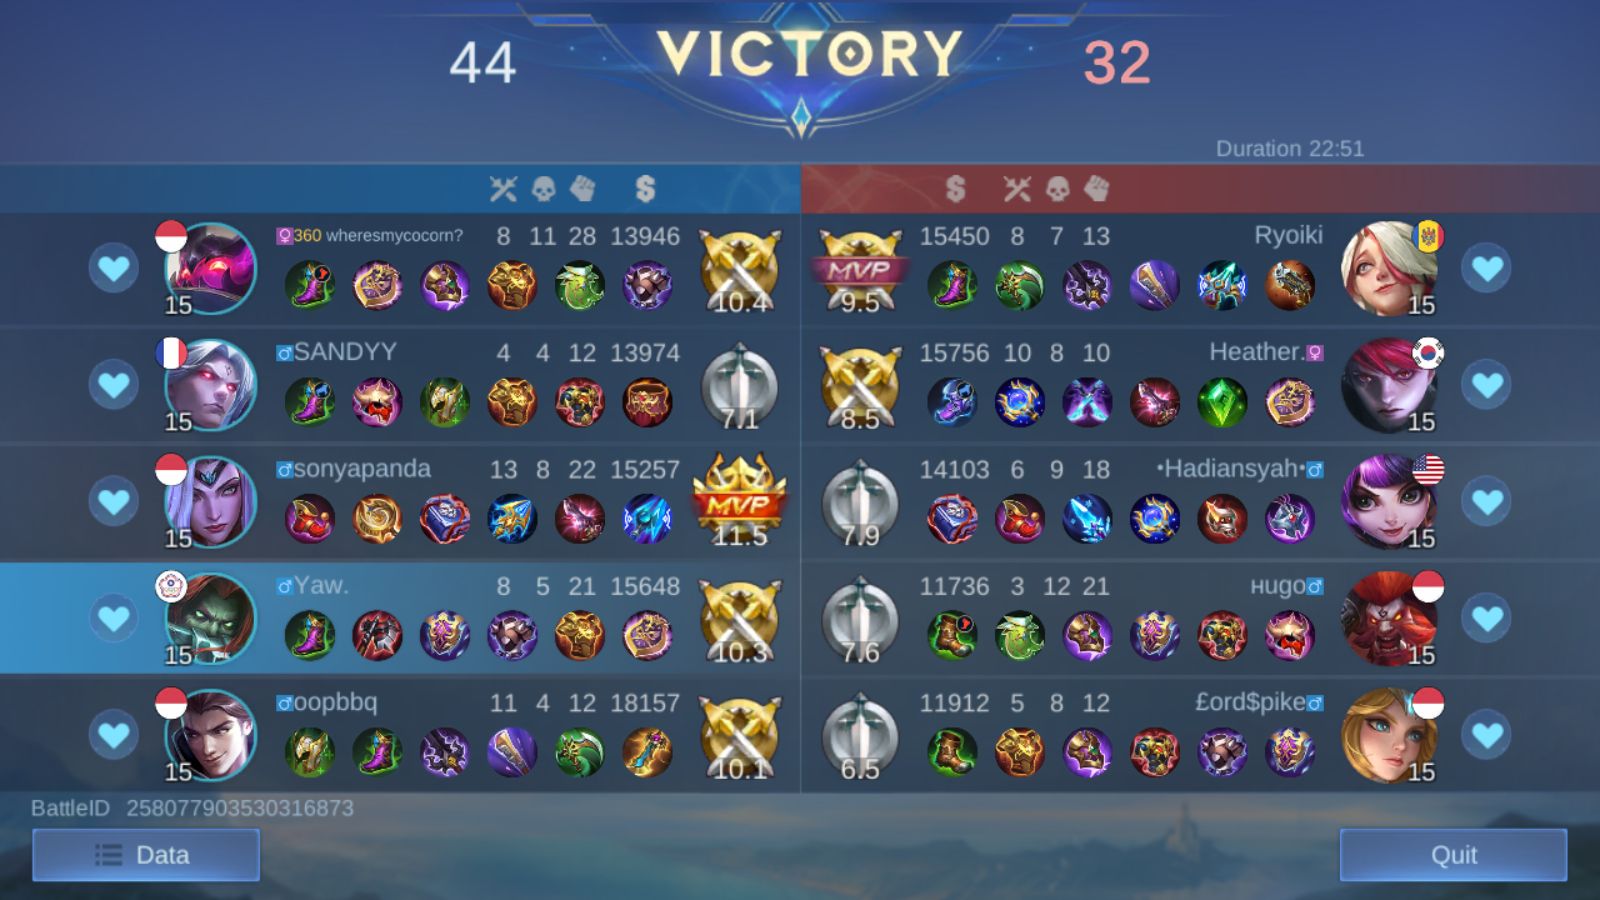 44 VICTORY 32
Duration 22:51
360 wheresmycocorn? 8 11 28 13946
15 10.4
15450 8 7 13 Ryoiki
MVP 9.5 15
SANDYY 4 4 12 13974
15 7.1
15756 10 8 10 Heather.
8.5 15
sonyapanda 13 8 22 15257
15 MVP 11.5
14103 6 9 18 •Hadiansyah•
7.9 15
Yaw. 8 5 21 15648
15 10.3
11736 3 12 21 нugo
7.6 15
oopbbq 11 4 12 18157
15 10.1
11912 5 8 12 £ord$pike
6.5 15
BattleID 258077903530316873
Data
Quit